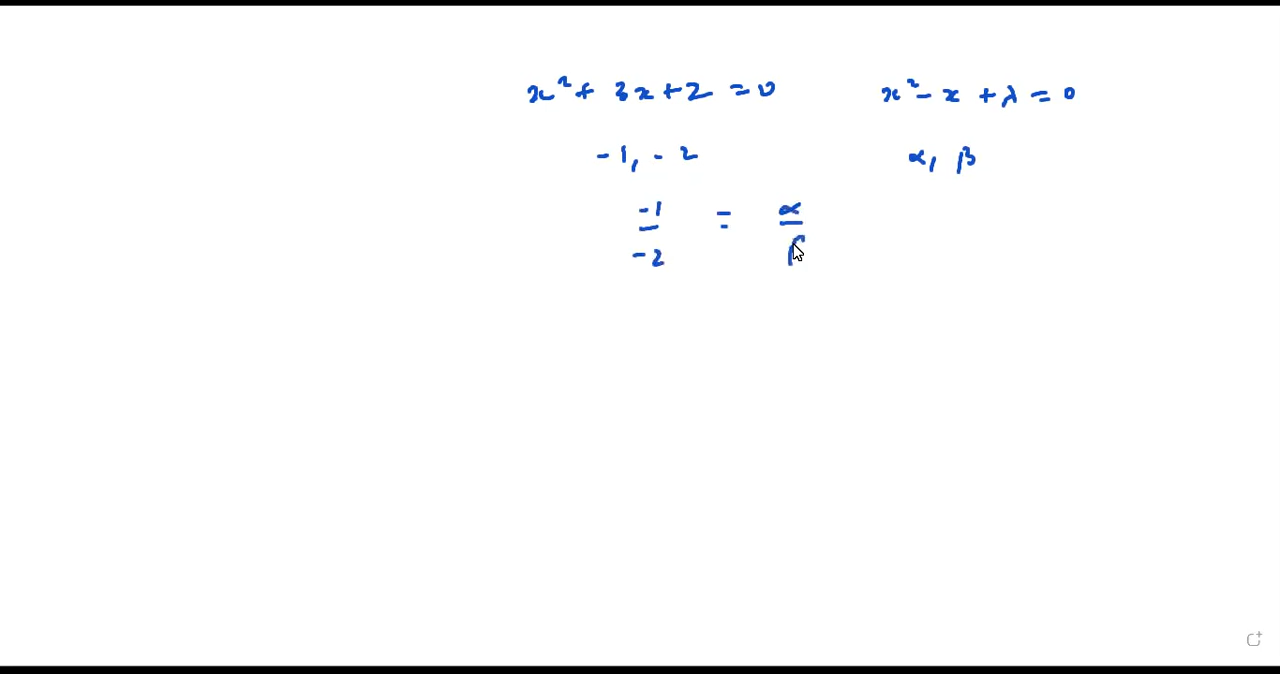 x² + 3x + 2 = 0    x² - x + λ = 0
-1, -2    α, β
-1/-2 = α/β